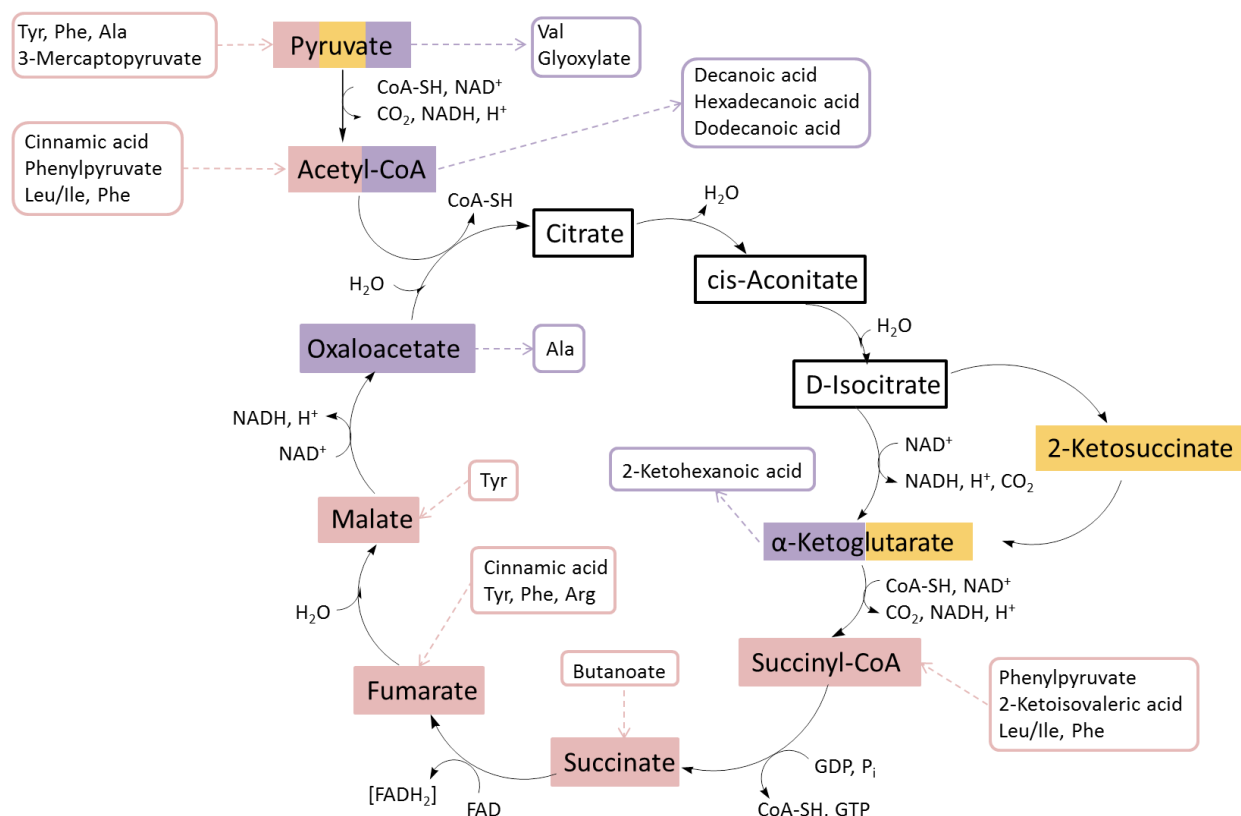 Tyr, Phe, Ala
3-Mercaptopyruvate
Pyruvate
Val
Glyoxylate
CoA-SH, NAD⁺
CO₂, NADH, H⁺
Decanoic acid
Hexadecanoic acid
Dodecanoic acid
Cinnamic acid
Phenylpyruvate
Leu/Ile, Phe
Acetyl-CoA
CoA-SH
H₂O
Citrate
H₂O
cis-Aconitate
H₂O
Oxaloacetate
Ala
D-Isocitrate
NADH, H⁺
NAD⁺
NAD⁺
NADH, H⁺, CO₂
2-Ketosuccinate
2-Ketohexanoic acid
Tyr
Malate
α-Ketoglutarate
Cinnamic acid
Tyr, Phe, Arg
CoA-SH, NAD⁺
CO₂, NADH, H⁺
H₂O
Succinyl-CoA
Phenylpyruvate
2-Ketoisovaleric acid
Leu/Ile, Phe
Butanoate
Fumarate
Succinate
GDP, Pᵢ
CoA-SH, GTP
[FADH₂]
FAD